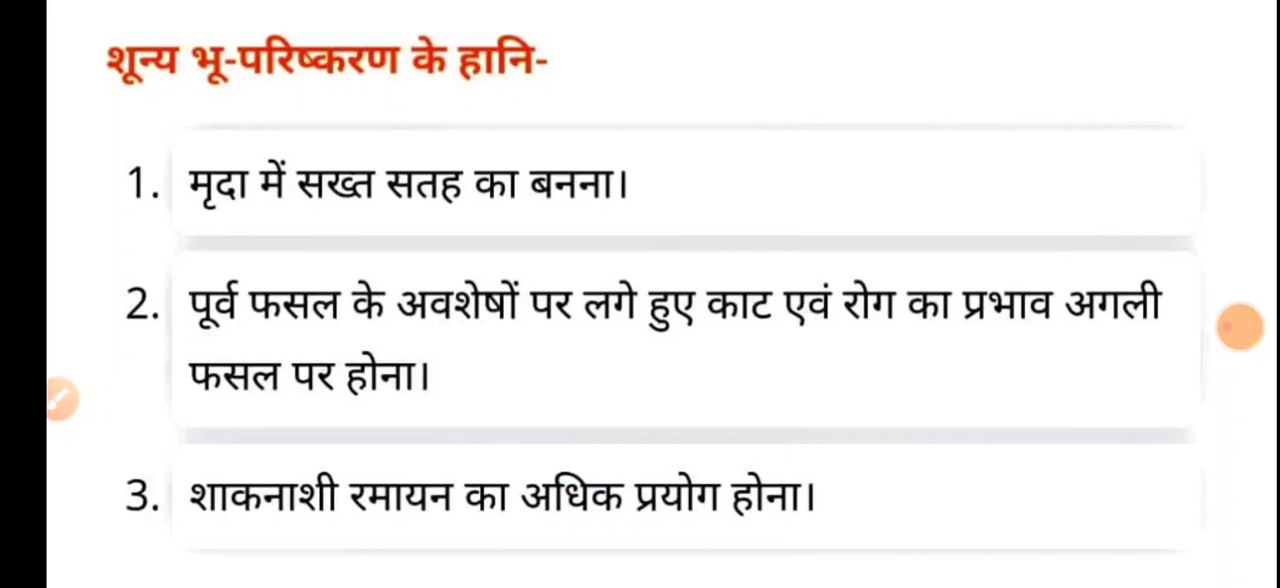 शून्य भू-परिष्करण के हानि-
1. मृदा में सख्त सतह का बनना।
2. पूर्व फसल के अवशेषों पर लगे हुए काट एवं रोग का प्रभाव अगली
फसल पर होना।
3. शाकनाशी रमायन का अधिक प्रयोग होना।